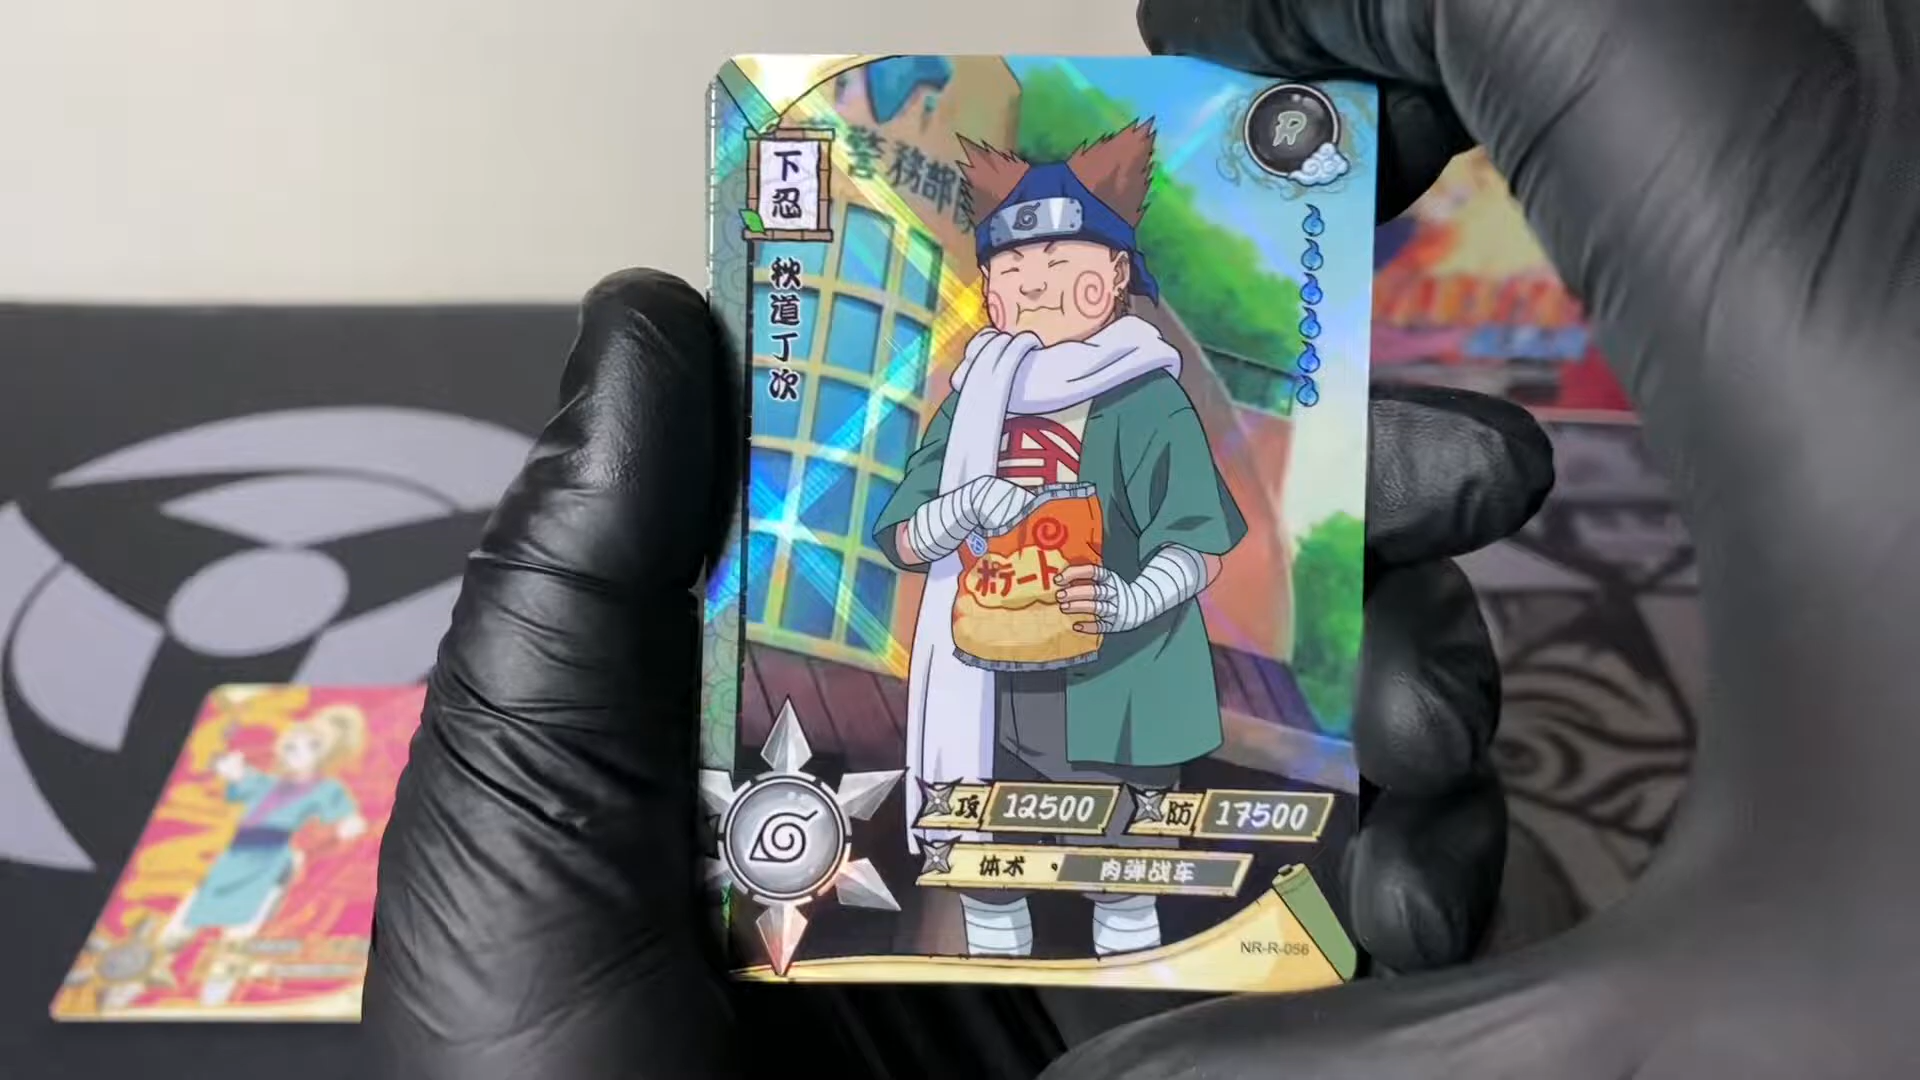 下忍
警務部隊
R
秋道丁次
ポテート
攻 12500
防 17500
体术 · 肉弹战车
NR-R-056